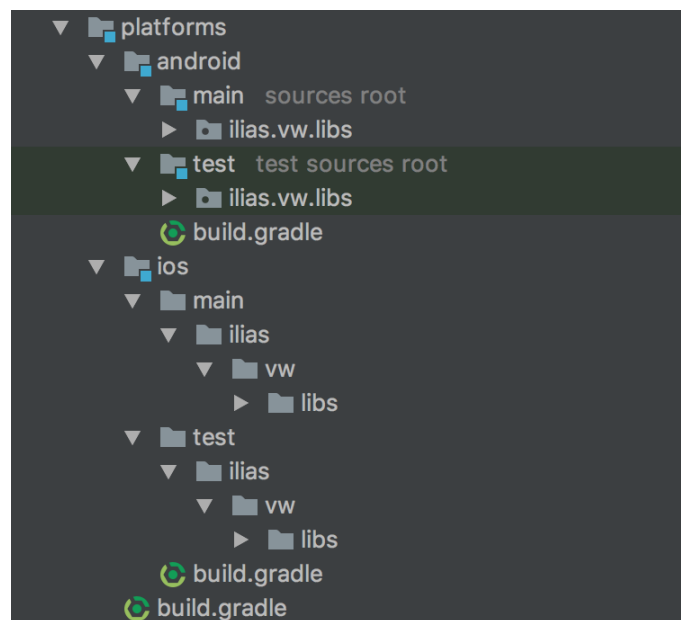 platforms
android
main sources root
ilias.vw.libs
test test sources root
ilias.vw.libs
build.gradle
ios
main
ilias
vw
libs
test
ilias
vw
libs
build.gradle
build.gradle